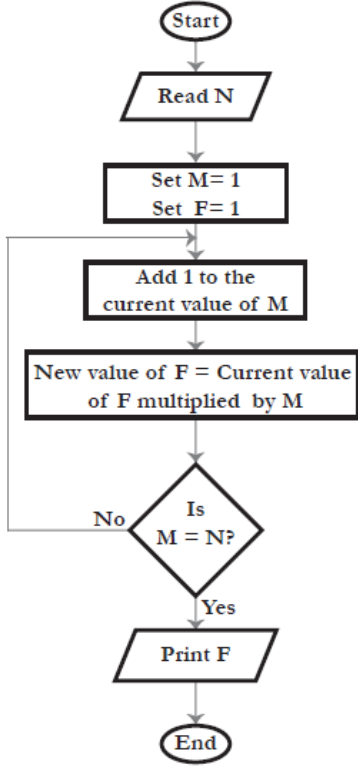 Start
Read N
Set M= 1
Set F= 1
Add 1 to the
current value of M
New value of F = Current value
of F multiplied by M
Is
M = N?
No
Yes
Print F
End